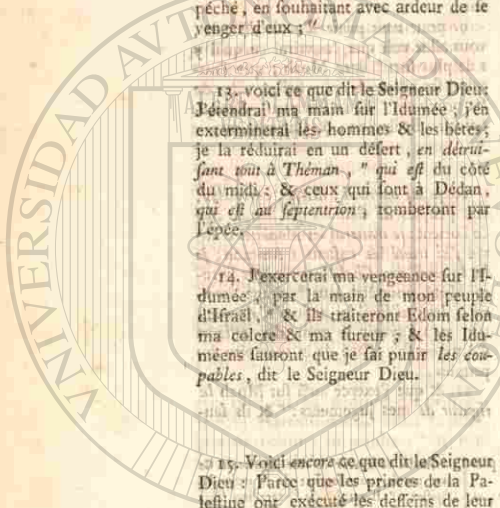 péché, en ſouhaitant avec ardeur de ſe
venger d'eux ; "
13. voici ce que dit le Seigneur Dieu:
J'étendrai ma main ſur l'Idumée ; j'en
exterminerai les hommes & les bêtes ;
je la réduirai en un déſert, en détrui-
ſant tout à Théman, " qui eſt du côté
du midi ; & ceux qui ſont à Dédan,
qui eſt au ſeptentrion, tomberont par
l'épée.
14. J'exercerai ma vengeance ſur l'I-
dumée, par la main de mon peuple
d'Iſraël, & ils traiteront Edom ſelon
ma colere & ma fureur ; & les Idu-
méens ſauront que je ſai punir les cou-
pables, dit le Seigneur Dieu.
15. Voici encore ce que dit le Seigneur
Dieu : Parce que les princes de la Pa-
leſtine ont exécuté les deſſeins de leur
UNIVERSIDAD AUT